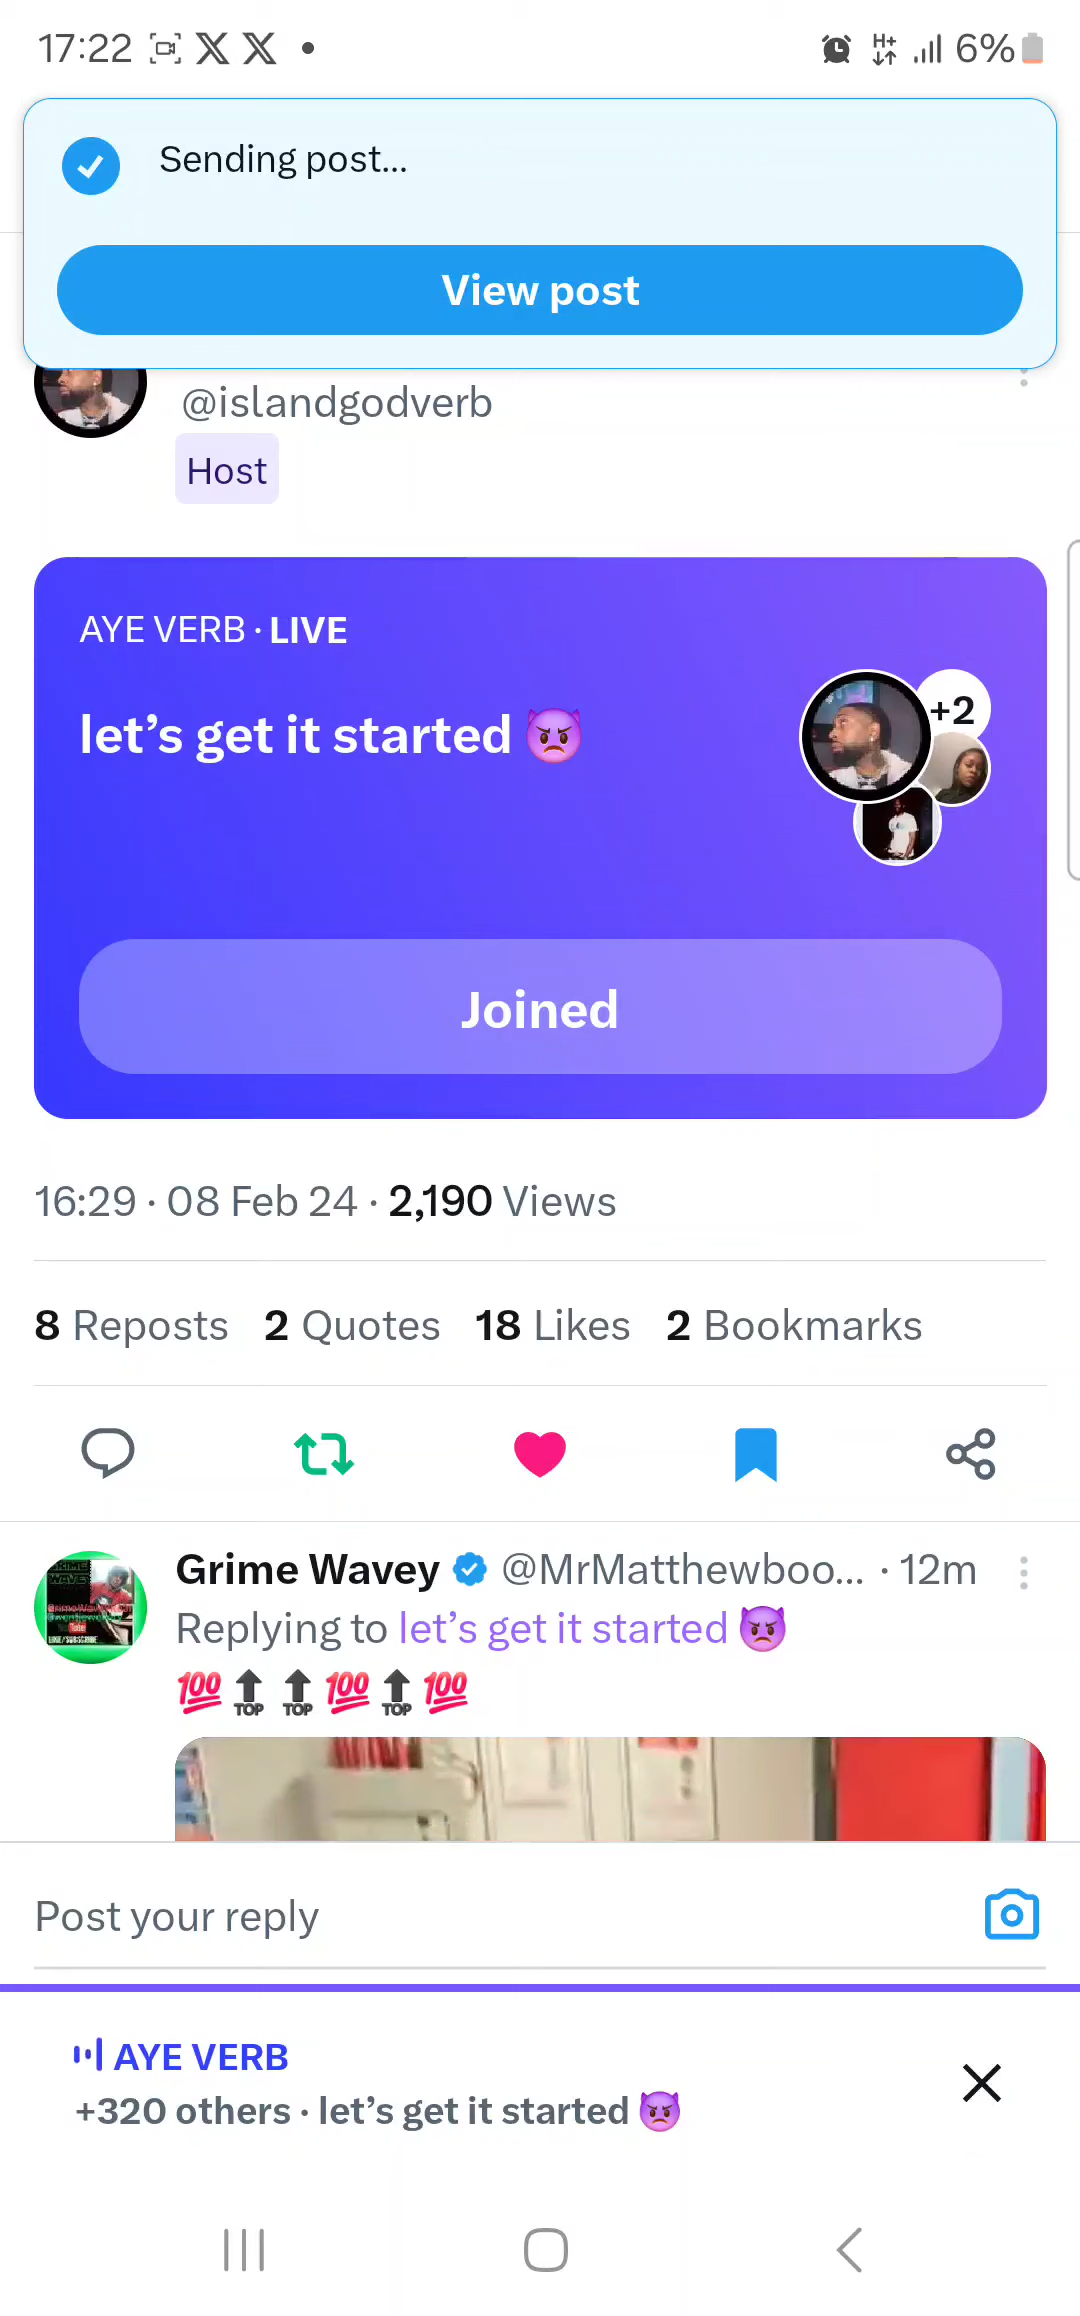 17:22
H+
6%
Sending post...
View post
@islandgodverb
Host
AYE VERB · LIVE
let’s get it started 👿
+2
Joined
16:29 · 08 Feb 24 · 2,190 Views
8 Reposts 2 Quotes 18 Likes 2 Bookmarks
Grime Wavey @MrMatthewboo... · 12m
Replying to let’s get it started 👿
💯🔝🔝💯🔝💯
Post your reply
AYE VERB
+320 others · let’s get it started 👿